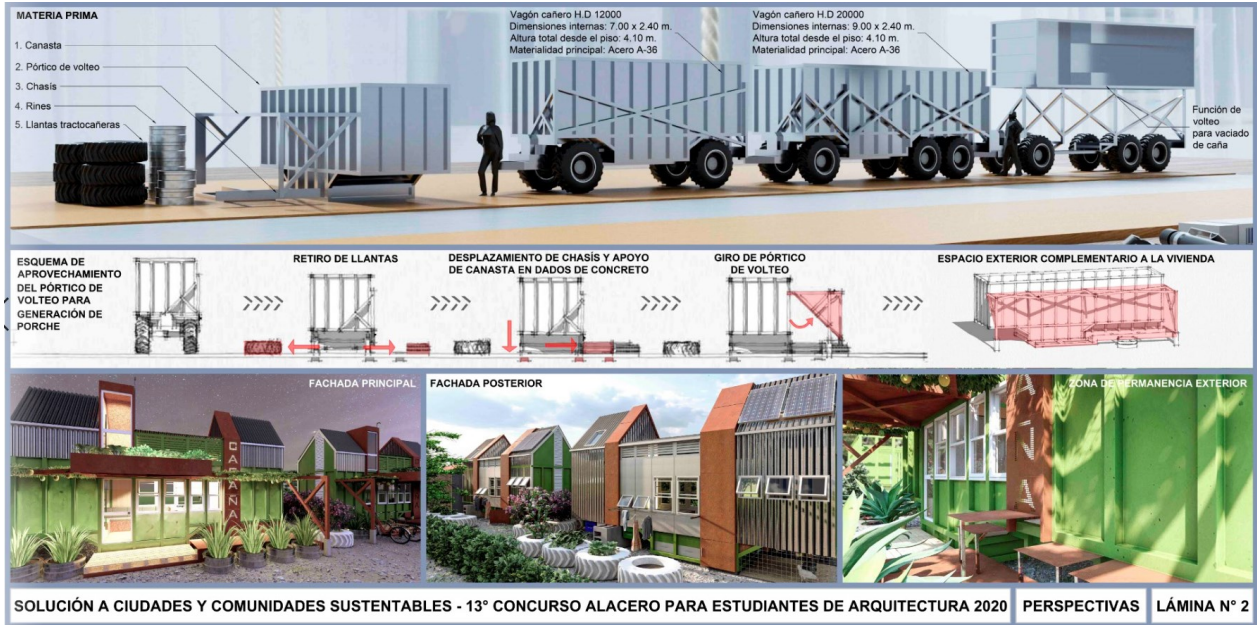 MATERIA PRIMA
1. Canasta
2. Pórtico de volteo
3. Chasís
4. Rines
5. Llantas tractocañeras
Vagón cañero H.D 12000
Dimensiones internas: 7.00 x 2.40 m.
Altura total desde el piso: 4.10 m.
Materialidad principal: Acero A-36
Vagón cañero H.D 20000
Dimensiones internas: 9.00 x 2.40 m.
Altura total desde el piso: 4.10 m.
Materialidad principal: Acero A-36
Función de
volteo
para vaciado
de caña
ESQUEMA DE
APROVECHAMIENTO
DEL PÓRTICO DE
VOLTEO PARA
GENERACIÓN DE
PORCHE
RETIRO DE LLANTAS
DESPLAZAMIENTO DE CHASÍS Y APOYO
DE CANASTA EN DADOS DE CONCRETO
GIRO DE PÓRTICO
DE VOLTEO
ESPACIO EXTERIOR COMPLEMENTARIO A LA VIVIENDA
FACHADA PRINCIPAL
CABAÑA
FACHADA POSTERIOR
ZONA DE PERMANENCIA EXTERIOR
AÑA
SOLUCIÓN A CIUDADES Y COMUNIDADES SUSTENTABLES - 13° CONCURSO ALACERO PARA ESTUDIANTES DE ARQUITECTURA 2020
PERSPECTIVAS
LÁMINA N° 2